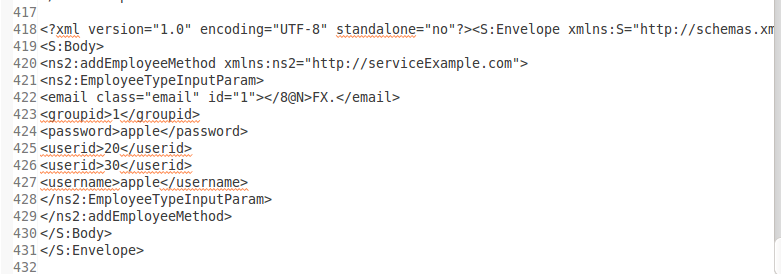 417
418 <?xml version="1.0" encoding="UTF-8" standalone="no"?><S:Envelope xmlns:S="http://schemas.xm
419 <S:Body>
420 <ns2:addEmployeeMethod xmlns:ns2="http://serviceExample.com">
421 <ns2:EmployeeTypeInputParam>
422 <email class="email" id="1"></8@N>FX.</email>
423 <groupid>1</groupid>
424 <password>apple</password>
425 <userid>20</userid>
426 <userid>30</userid>
427 <username>apple</username>
428 </ns2:EmployeeTypeInputParam>
429 </ns2:addEmployeeMethod>
430 </S:Body>
431 </S:Envelope>
432